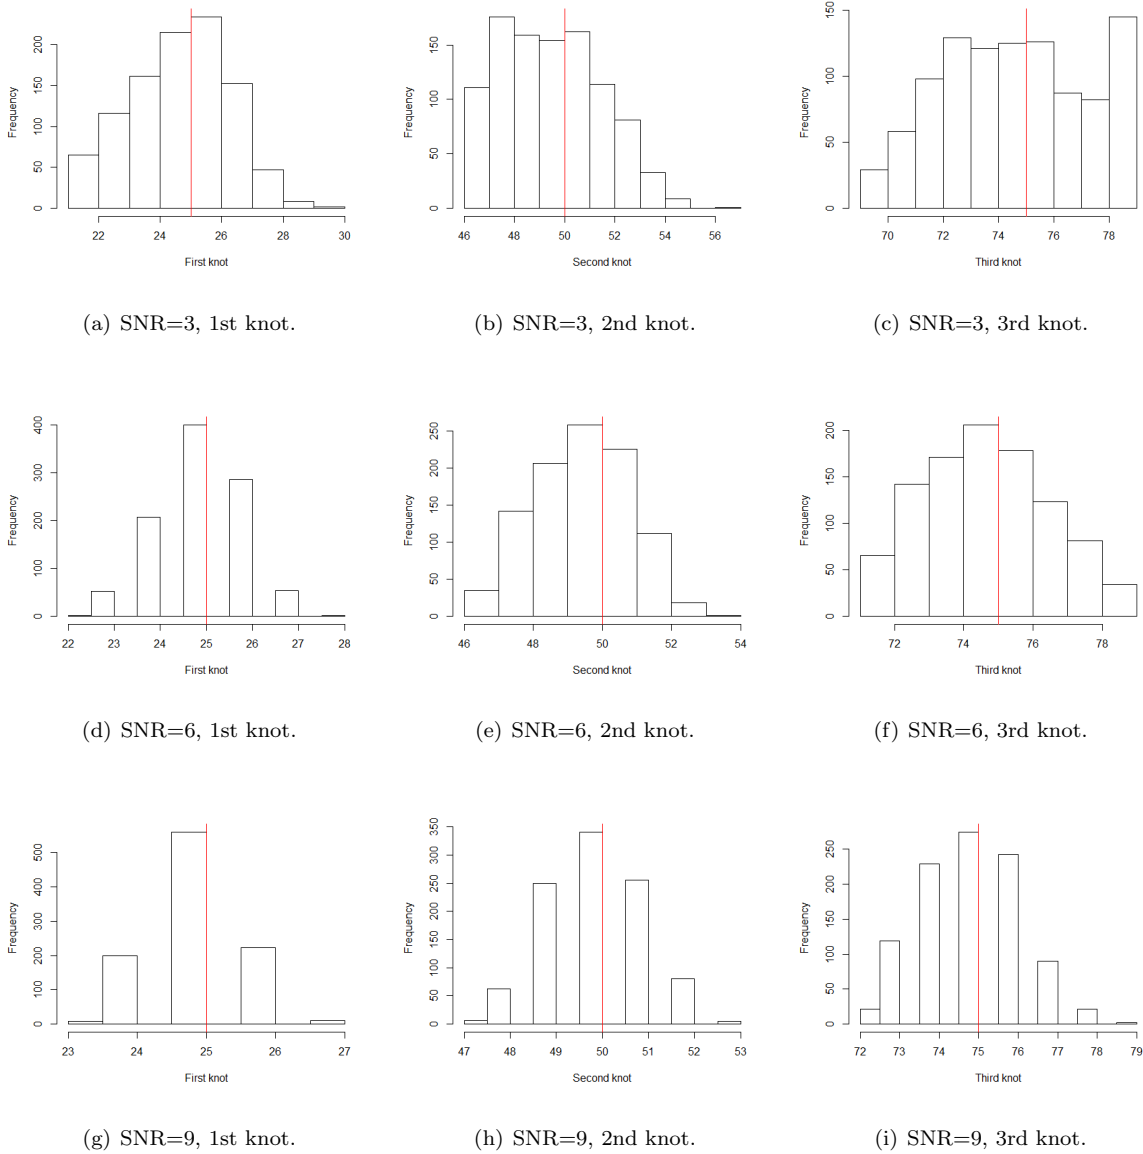 200
150
100
50
0
Frequency
22 24 26 28 30
First knot
150
100
50
0
Frequency
46 48 50 52 54 56
Second knot
150
100
50
0
Frequency
70 72 74 76 78
Third knot
(a) SNR=3, 1st knot.
(b) SNR=3, 2nd knot.
(c) SNR=3, 3rd knot.
400
300
200
100
0
Frequency
22 23 24 25 26 27 28
First knot
250
200
150
100
50
0
Frequency
46 48 50 52 54
Second knot
200
150
100
50
0
Frequency
72 74 76 78
Third knot
(d) SNR=6, 1st knot.
(e) SNR=6, 2nd knot.
(f) SNR=6, 3rd knot.
500
400
300
200
100
0
Frequency
23 24 25 26 27
First knot
350
300
250
200
150
100
50
0
Frequency
47 48 49 50 51 52 53
Second knot
250
200
150
100
50
0
Frequency
72 73 74 75 76 77 78 79
Third knot
(g) SNR=9, 1st knot.
(h) SNR=9, 2nd knot.
(i) SNR=9, 3rd knot.